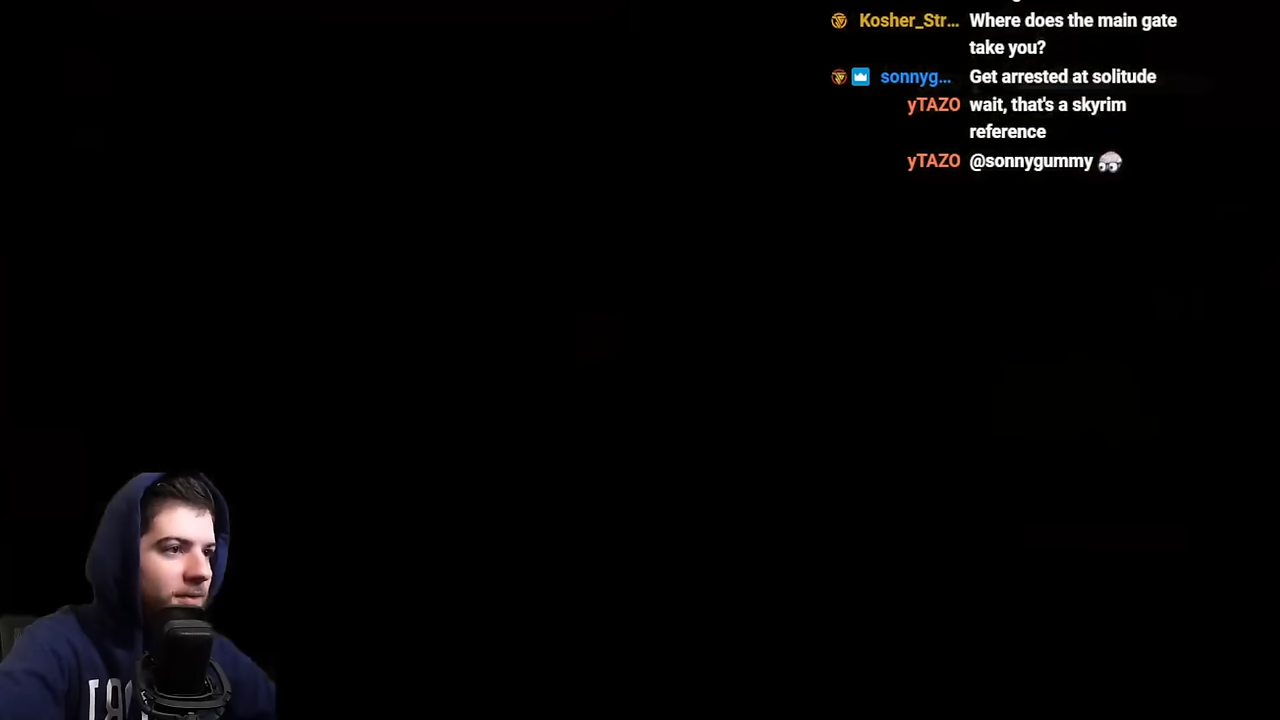 Kosher_Str... Where does the main gate
take you?
sonnyg... Get arrested at solitude
yTAZO wait, that's a skyrim
reference
yTAZO @sonnygummy